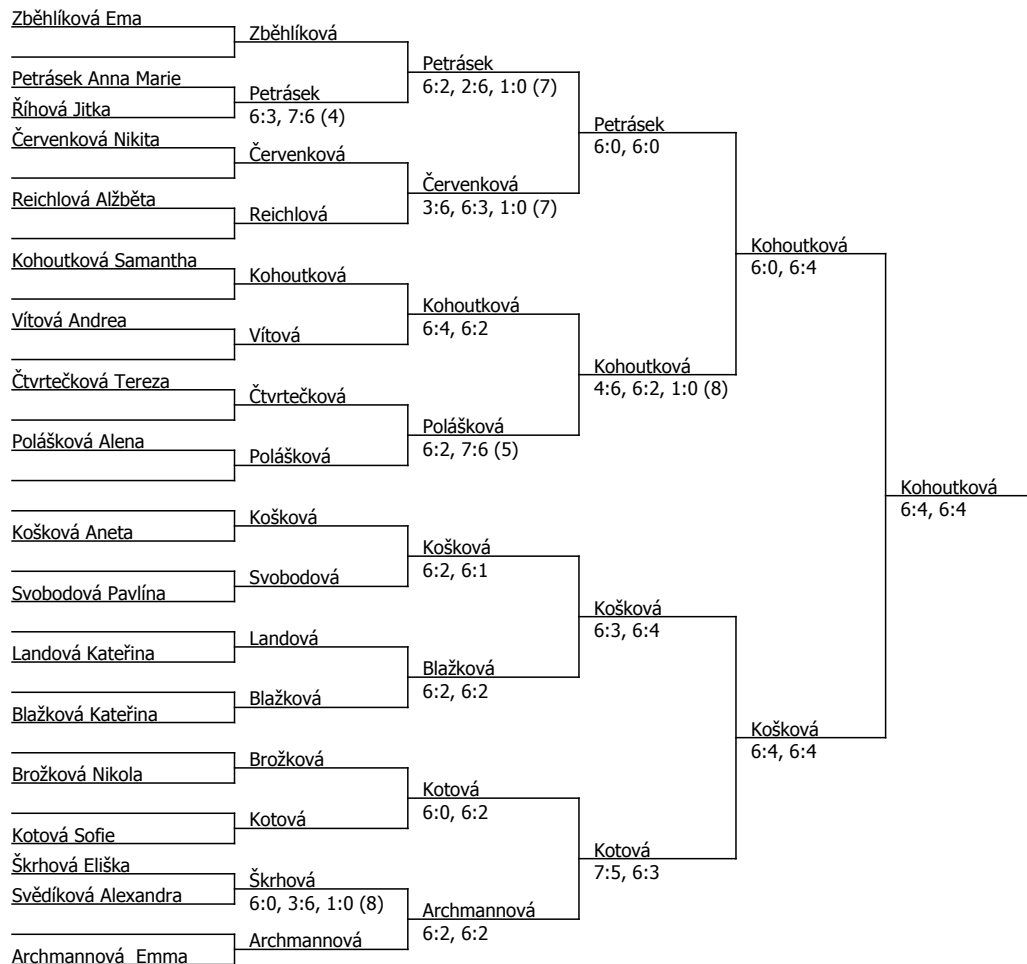 Zběhlíková Ema
Petrásek Anna Marie
Říhová Jitka
Červenková Nikita
Reichlová Alžběta
Kohoutková Samantha
Vítová Andrea
Čtvrtečková Tereza
Polášková Alena
Košková Aneta
Svobodová Pavlína
Landová Kateřina
Blažková Kateřina
Brožková Nikola
Kotová Sofie
Škrhová Eliška
Svědíková Alexandra
Archmannová Emma
Zběhlíková
Petrásek
6:3, 7:6 (4)
Červenková
Reichlová
Kohoutková
Vítová
Čtvrtečková
Polášková
Košková
Svobodová
Landová
Blažková
Brožková
Kotová
Škrhová
6:0, 3:6, 1:0 (8)
Archmannová
Petrásek
6:2, 2:6, 1:0 (7)
Červenková
3:6, 6:3, 1:0 (7)
Kohoutková
6:4, 6:2
Polášková
6:2, 7:6 (5)
Košková
6:2, 6:1
Blažková
6:2, 6:2
Kotová
6:0, 6:2
Archmannová
6:2, 6:2
Petrásek
6:0, 6:0
Kohoutková
4:6, 6:2, 1:0 (8)
Košková
6:3, 6:4
Kotová
7:5, 6:3
Kohoutková
6:0, 6:4
Košková
6:4, 6:4
Kohoutková
6:4, 6:4